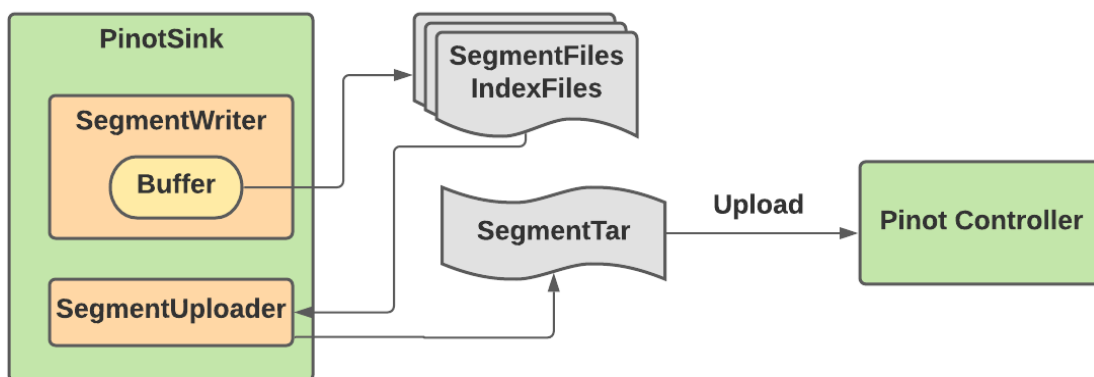 PinotSink
SegmentWriter
Buffer
SegmentUploader
SegmentFiles
IndexFiles
SegmentTar
Upload
Pinot Controller